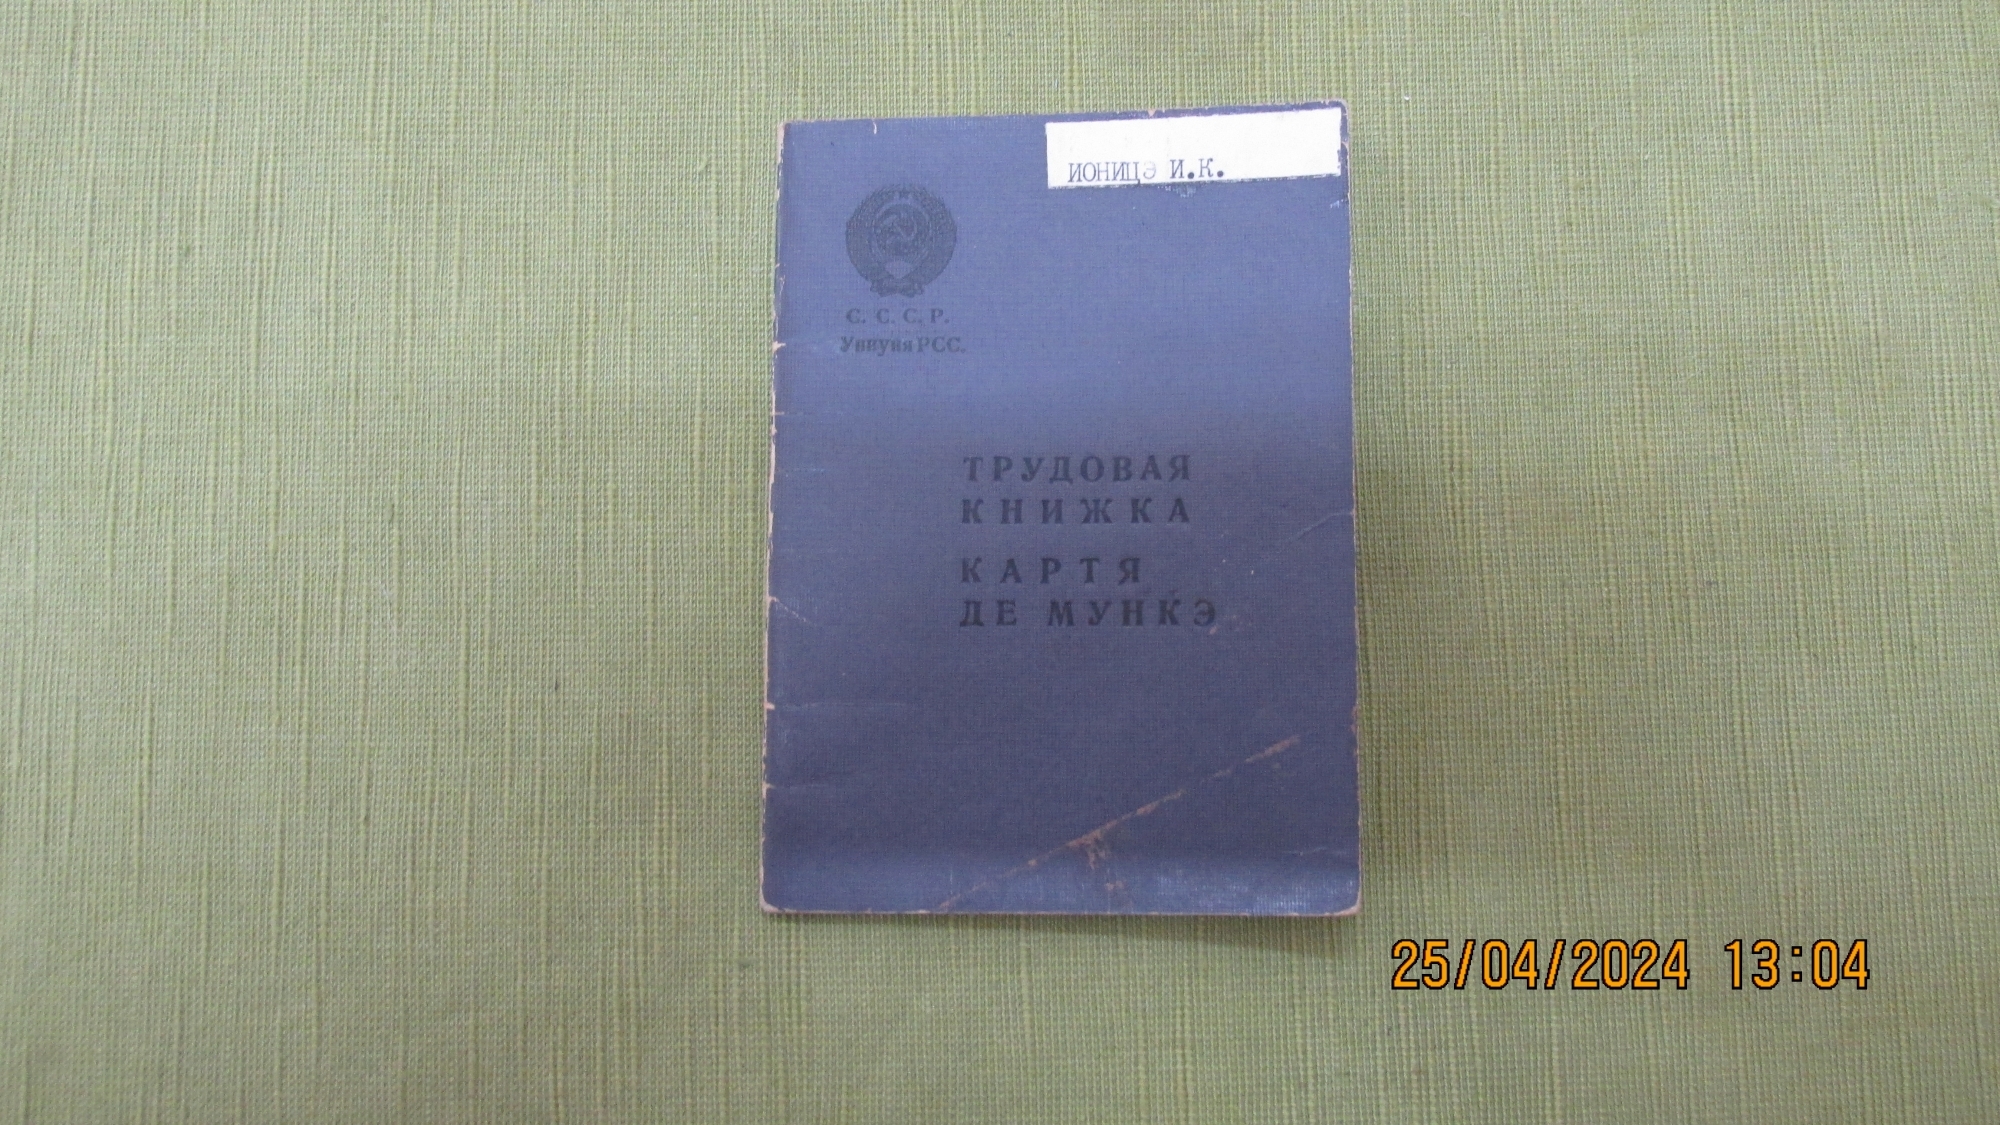 ИОНИЦЭ И.К.
С. С. С. Р.
Униуня РСС.
ТРУДОВАЯ
КНИЖКА
КАРТЯ
ДЕ МУНКЭ
25/04/2024 13:04